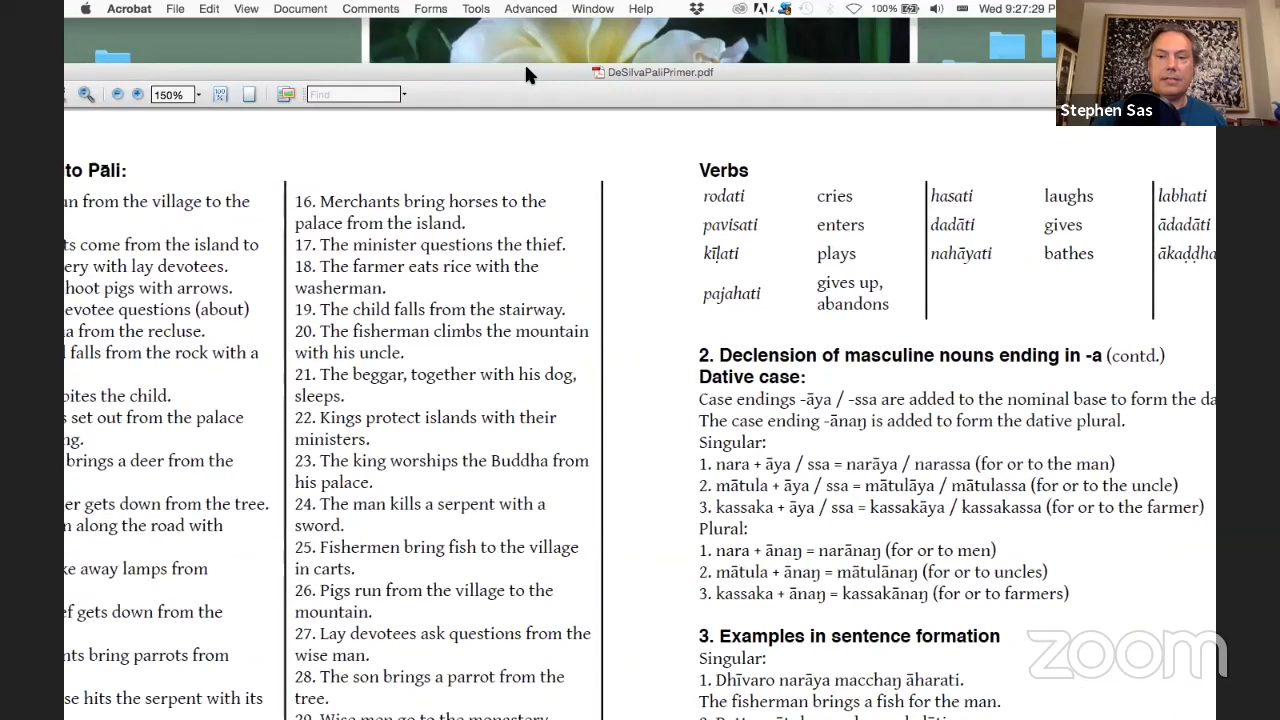 Acrobat File Edit View Document Comments Forms Tools Advanced Window Help 100% Wed 9:27:29 PM
DeSilvaPaliPrimer.pdf
150% Find
Stephen Sas
to Pāli:
un from the village to the
ts come from the island to
ery with lay devotees.
hoot pigs with arrows.
evotee questions (about)
a from the recluse.
d falls from the rock with a
bites the child.
s set out from the palace
ng.
brings a deer from the
er gets down from the tree.
m along the road with
ke away lamps from
ef gets down from the
nts bring parrots from
se hits the serpent with its
16. Merchants bring horses to the
palace from the island.
17. The minister questions the thief.
18. The farmer eats rice with the
washerman.
19. The child falls from the stairway.
20. The fisherman climbs the mountain
with his uncle.
21. The beggar, together with his dog,
sleeps.
22. Kings protect islands with their
ministers.
23. The king worships the Buddha from
his palace.
24. The man kills a serpent with a
sword.
25. Fishermen bring fish to the village
in carts.
26. Pigs run from the village to the
mountain.
27. Lay devotees ask questions from the
wise man.
28. The son brings a parrot from the
tree.
29. Wise men go to the monastery
Verbs
rodati cries hasati laughs labhati
pavisati enters dadāti gives ādadāti
kīḷati plays nahāyati bathes ākaḍḍha
pajahati gives up,
abandons
2. Declension of masculine nouns ending in -a (contd.)
Dative case:
Case endings -āya / -ssa are added to the nominal base to form the da
The case ending -ānaŋ is added to form the dative plural.
Singular:
1. nara + āya / ssa = narāya / narassa (for or to the man)
2. mātula + āya / ssa = mātulāya / mātulassa (for or to the uncle)
3. kassaka + āya / ssa = kassakāya / kassakassa (for or to the farmer)
Plural:
1. nara + ānaŋ = narānaŋ (for or to men)
2. mātula + ānaŋ = mātulānaŋ (for or to uncles)
3. kassaka + ānaŋ = kassakānaŋ (for or to farmers)
3. Examples in sentence formation
Singular:
1. Dhīvaro narāya macchaŋ āharati.
The fisherman brings a fish for the man.
zoom